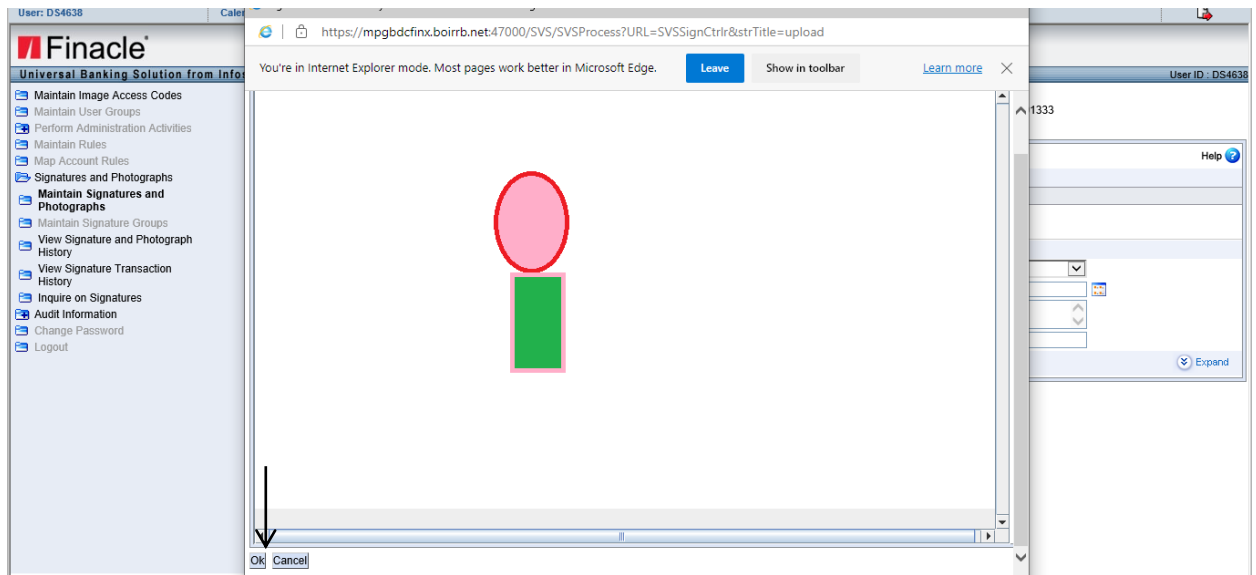 User: DS4638
https://mpgbdcfinx.boirrb.net:47000/SVS/SVSProcess?URL=SVSSignCtrlr&strTitle=upload
You're in Internet Explorer mode. Most pages work better in Microsoft Edge.
Leave
Show in toolbar
Learn more
Finacle
Universal Banking Solution from
User ID : DS4638
1333
Help
Maintain Image Access Codes
Maintain User Groups
Perform Administration Activities
Maintain Rules
Map Account Rules
Signatures and Photographs
Maintain Signatures and
Photographs
Maintain Signature Groups
View Signature and Photograph
History
View Signature Transaction
History
Inquire on Signatures
Audit Information
Change Password
Logout
Expand
Ok Cancel